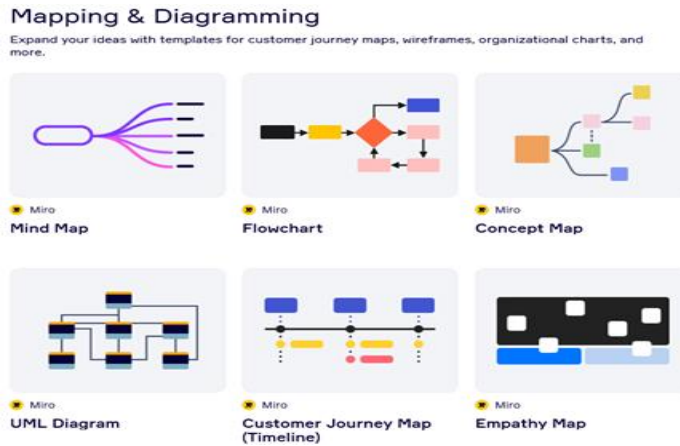 Mapping & Diagramming
Expand your ideas with templates for customer journey maps, wireframes, organizational charts, and
more.
Miro
Mind Map
Miro
Flowchart
Miro
Concept Map
Miro
UML Diagram
Miro
Customer Journey Map
(Timeline)
Miro
Empathy Map